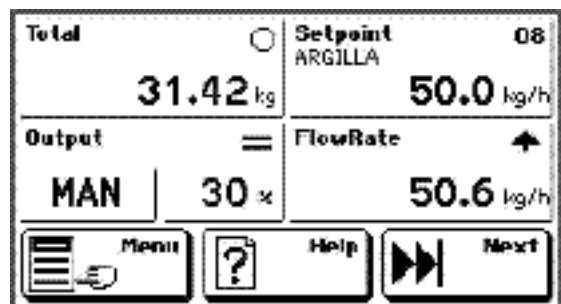 Total
31.42 kg
Setpoint 08
ARGILLA
50.0 kg/h
Output
MAN 30 %
FlowRate
50.6 kg/h
Menu ? Help Next